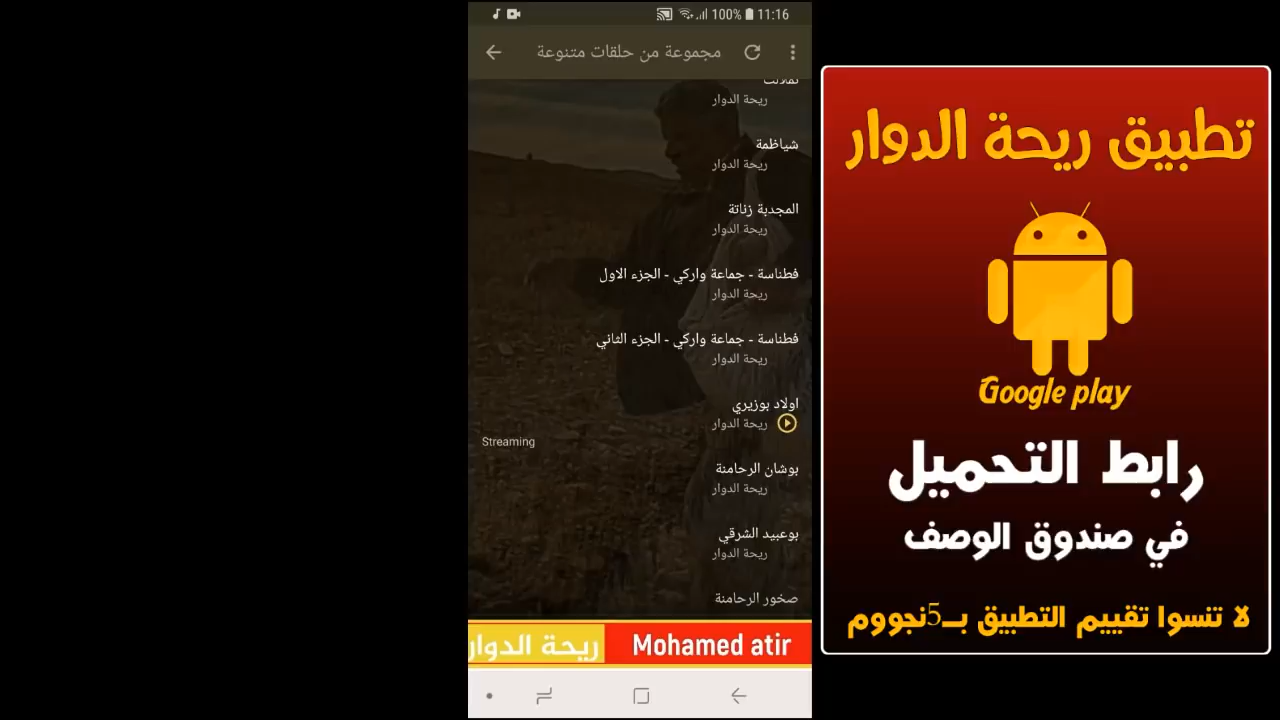 100% 11:16
مجموعة من حلقات متنوعة
ريحة الدوار
شياظمة
ريحة الدوار
المجدبة زناتة
ريحة الدوار
فطناسة - جماعة واركي - الجزء الاول
ريحة الدوار
فطناسة - جماعة واركي - الجزء الثاني
ريحة الدوار
اولاد بوزيري
ريحة الدوار
Streaming
بوشان الرحامنة
ريحة الدوار
بوعبيد الشرقي
ريحة الدوار
صخور الرحامنة
ريحة الدوار Mohamed atir
تطبيق ريحة الدوار
Google play
رابط التحميل
في صندوق الوصف
لا تنسوا تقييم التطبيق بــ5نجووم